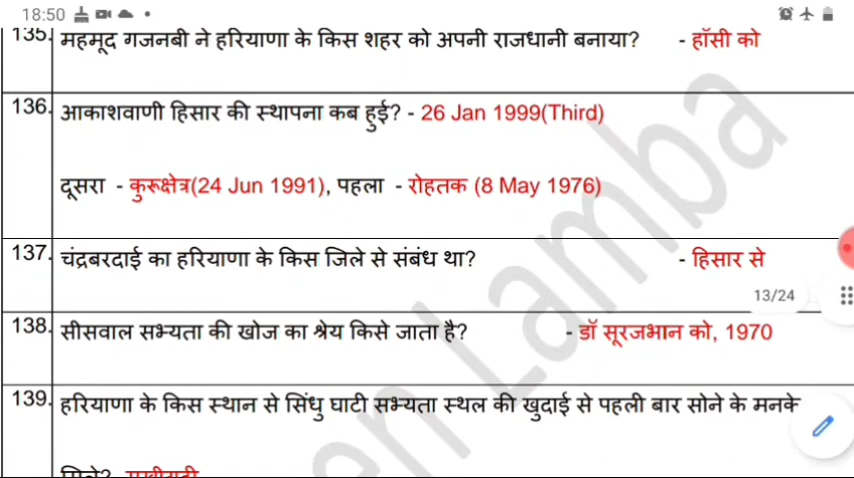 18:50
135. महमूद गजनबी ने हरियाणा के किस शहर को अपनी राजधानी बनाया? - हॉसी को
136. आकाशवाणी हिसार की स्थापना कब हुई? - 26 Jan 1999(Third)
दूसरा - कुरूक्षेत्र(24 Jun 1991), पहला - रोहतक (8 May 1976)
137. चंद्रबरदाई का हरियाणा के किस जिले से संबंध था? - हिसार से
13/24
138. सीसवाल सभ्यता की खोज का श्रेय किसे जाता है? - डॉ सूरजभान को, 1970
139. हरियाणा के किस स्थान से सिंधु घाटी सभ्यता स्थल की खुदाई से पहली बार सोने के मनके
en Lamba